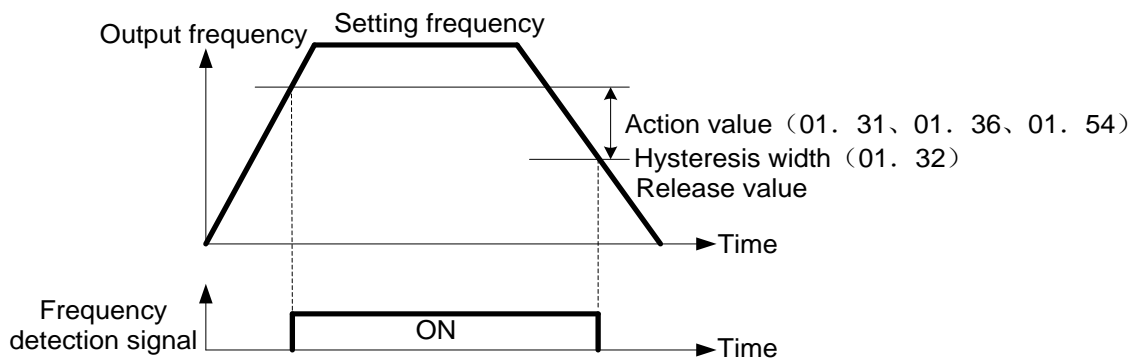 Setting frequency
Output frequency
Action value（01．31、01．36、01．54）
Hysteresis width（01．32）
Release value
Time
Frequency
detection signal
ON
Time